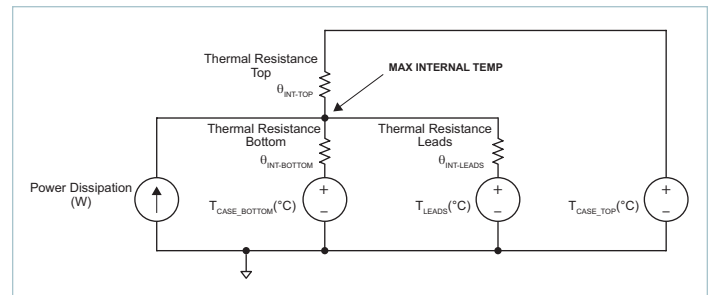 Thermal Resistance
Top
θINT-TOP
MAX INTERNAL TEMP
Thermal Resistance
Bottom
θINT-BOTTOM
Thermal Resistance
Leads
θINT-LEADS
Power Dissipation
(W)
+
–
TCASE_BOTTOM(°C)
+
–
TLEADS(°C)
+
–
TCASE_TOP(°C)